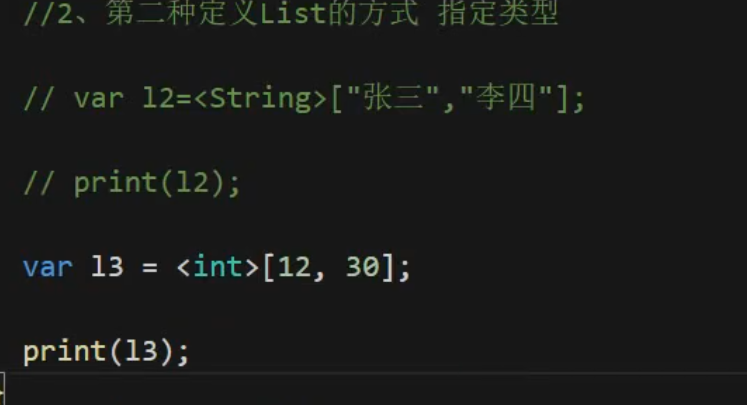 //2、第二种定义List的方式 指定类型
// var l2=<String>["张三","李四"];
// print(l2);
var l3 = <int>[12, 30];
print(l3);